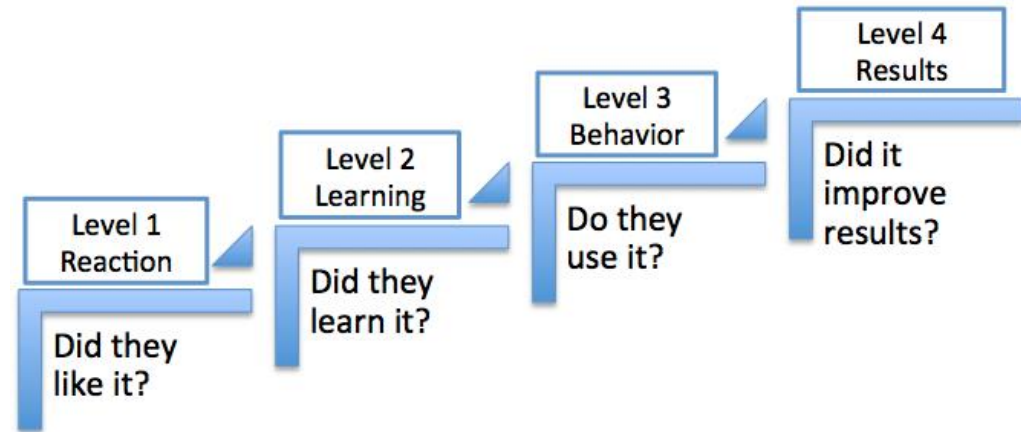 Level 1
Reaction
Did they
like it?
Level 2
Learning
Did they
learn it?
Level 3
Behavior
Do they
use it?
Level 4
Results
Did it
improve
results?